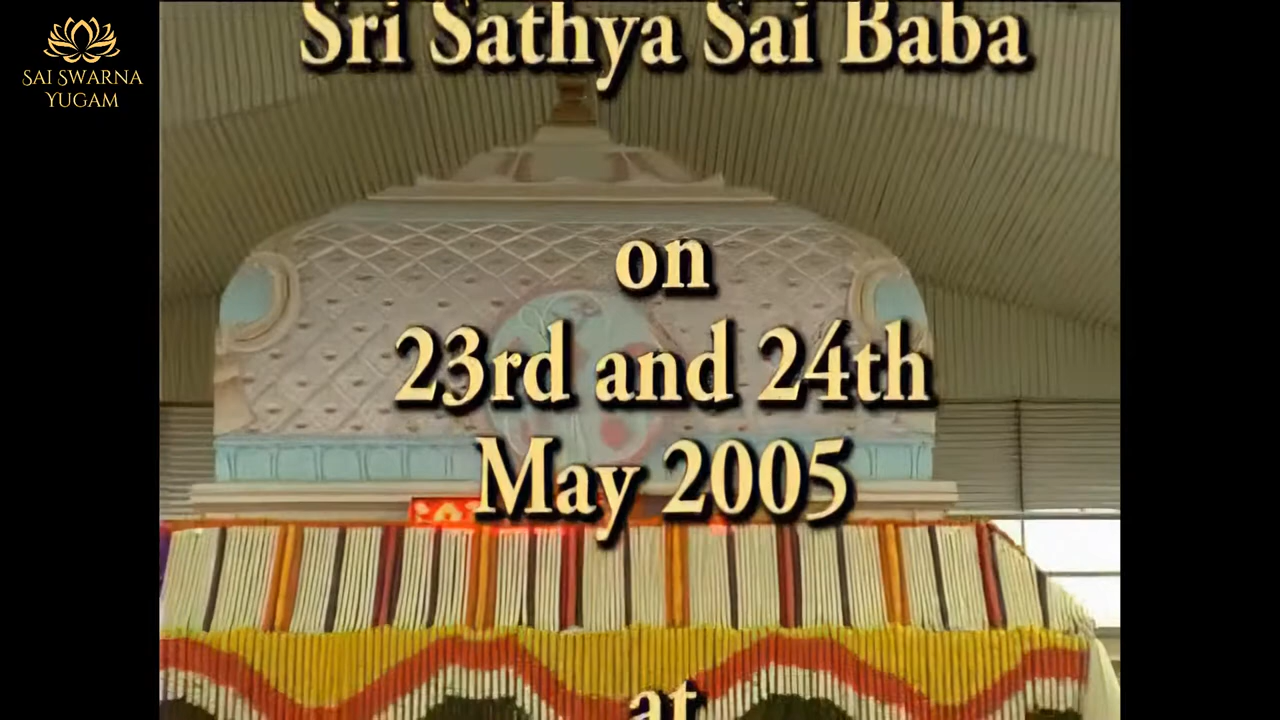 SAI SWARNA
YUGAM
Sri Sathya Sai Baba
on
23rd and 24th
May 2005
at